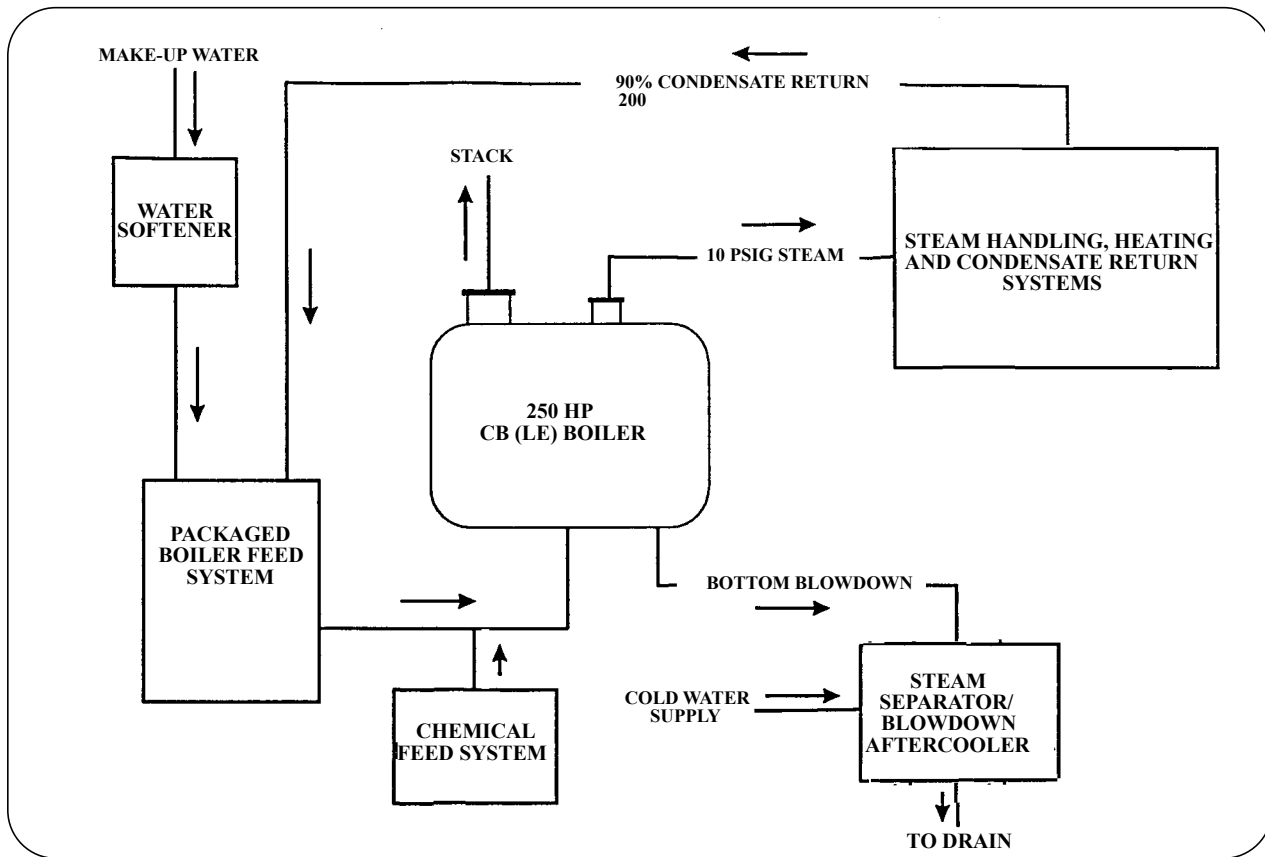 MAKE-UP WATER
90% CONDENSATE RETURN
200
STACK
WATER
SOFTENER
10 PSIG STEAM
STEAM HANDLING, HEATING
AND CONDENSATE RETURN
SYSTEMS
250 HP
CB (LE) BOILER
PACKAGED
BOILER FEED
SYSTEM
BOTTOM BLOWDOWN
CHEMICAL
FEED SYSTEM
COLD WATER
SUPPLY
STEAM
SEPARATOR/
BLOWDOWN
AFTERCOOLER
TO DRAIN